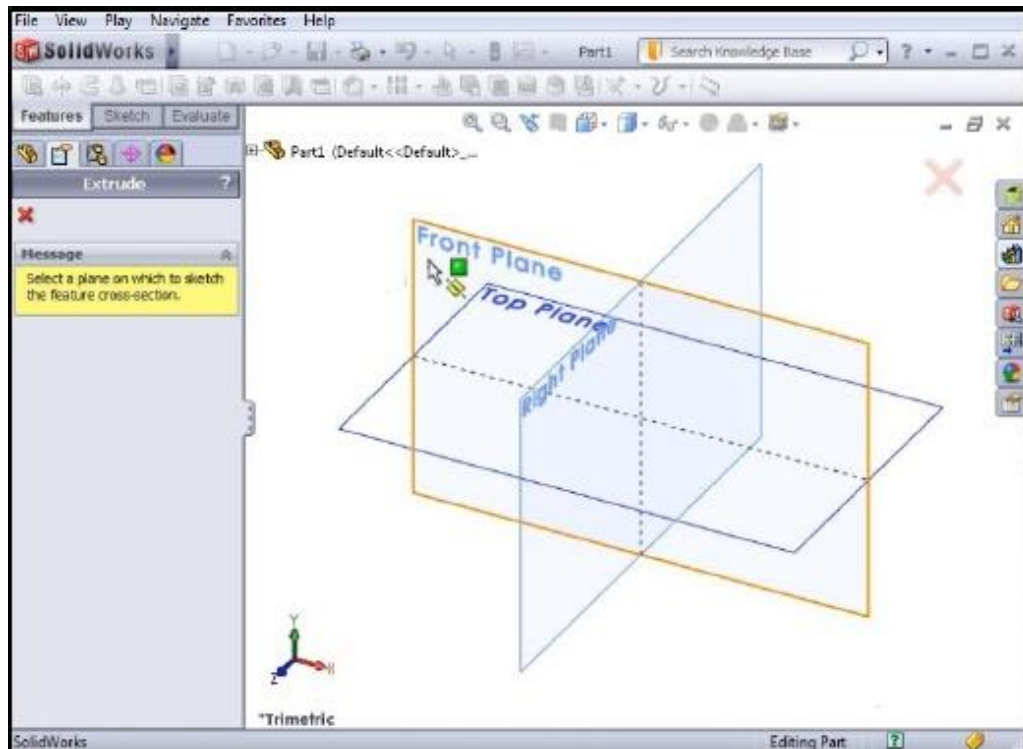 File View Play Navigate Favorites Help
SolidWorks Part1 Search Knowledge Base ?
Features Sketch Evaluate
Part1 (Default<<Default>_...
Extrude ?
Message
Select a plane on which to sketch
the feature cross-section.
Front Plane
Top Plane
Right Plane
Y
X
Z
*Trimetric
SolidWorks Editing Part ?